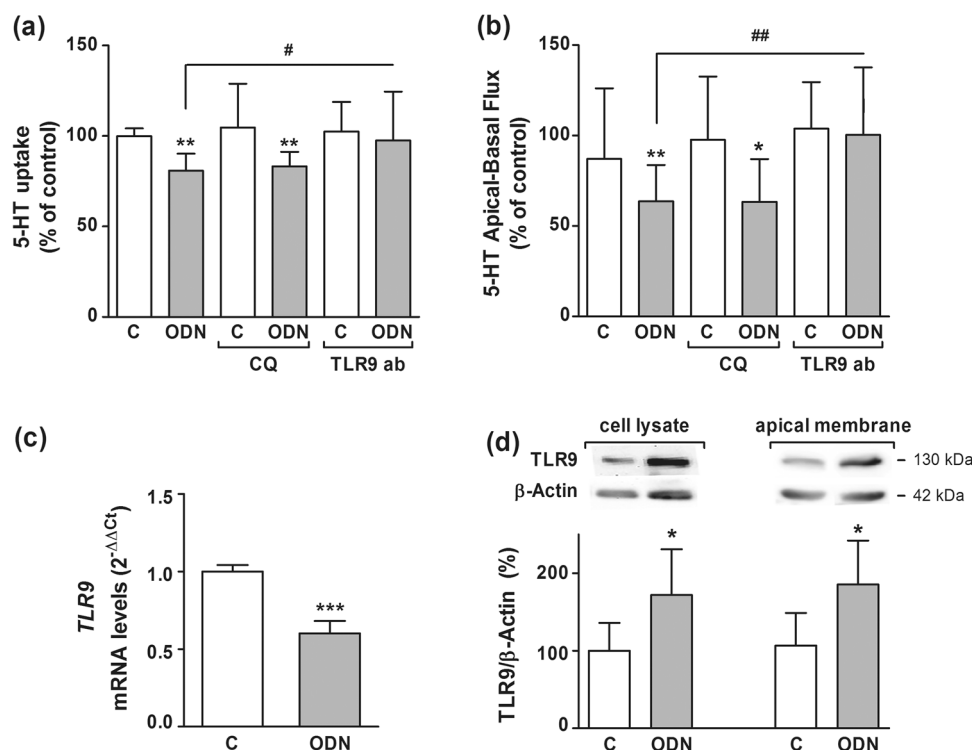 (a)
5-HT uptake
(% of control)
150
100
50
0
#
**
**
C ODN C ODN C ODN
CQ TLR9 ab
(b)
5-HT Apical-Basal Flux
(% of control)
150
100
50
0
##
**
*
C ODN C ODN C ODN
CQ TLR9 ab
(c)
TLR9
mRNA levels (2^-ΔΔCt)
1.0
0.5
0.0
***
C ODN
(d)
cell lysate apical membrane
TLR9 – 130 kDa
β-Actin – 42 kDa
TLR9/β-Actin (%)
200
100
0
*
*
C ODN C ODN